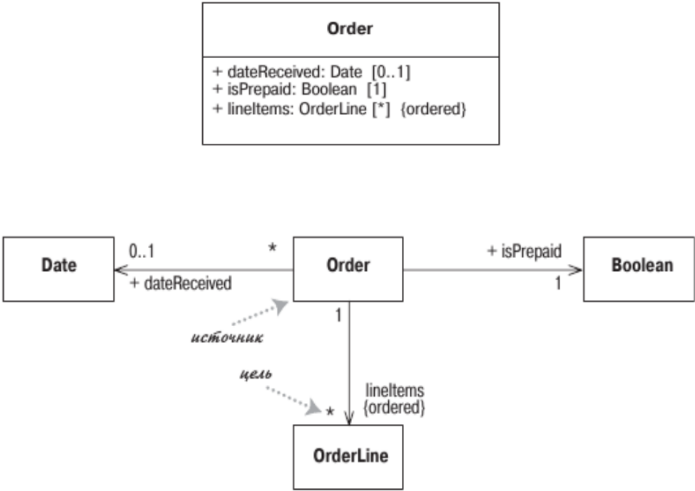 Order
+ dateReceived: Date [0..1]
+ isPrepaid: Boolean [1]
+ lineItems: OrderLine [*] {ordered}
Date
0..1
*
+ dateReceived
Order
+ isPrepaid
1
Boolean
источник
1
цель
*
lineItems
{ordered}
OrderLine